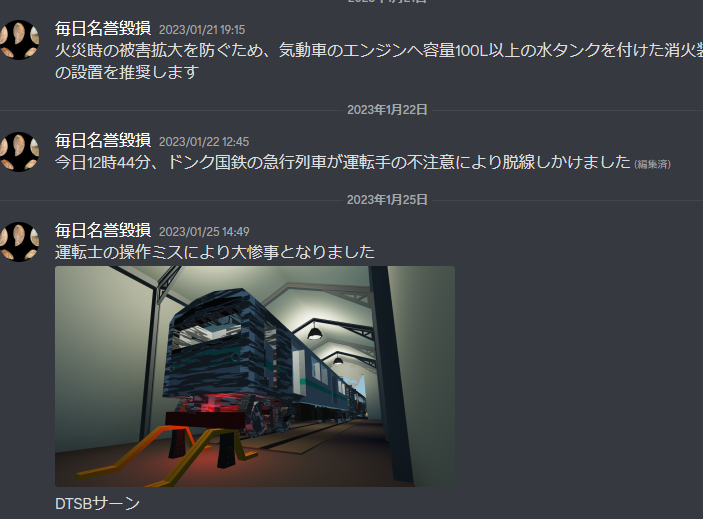 毎日名誉毀損 2023/01/21 19:15
火災時の被害拡大を防ぐため、気動車のエンジンへ容量100L以上の水タンクを付けた消火装
の設置を推奨します
2023年1月22日
毎日名誉毀損 2023/01/22 12:45
今日12時44分、ドンク国鉄の急行列車が運転手の不注意により脱線しかけました (編集済)
2023年1月25日
毎日名誉毀損 2023/01/25 14:49
運転士の操作ミスにより大惨事となりました
DTSBサーン